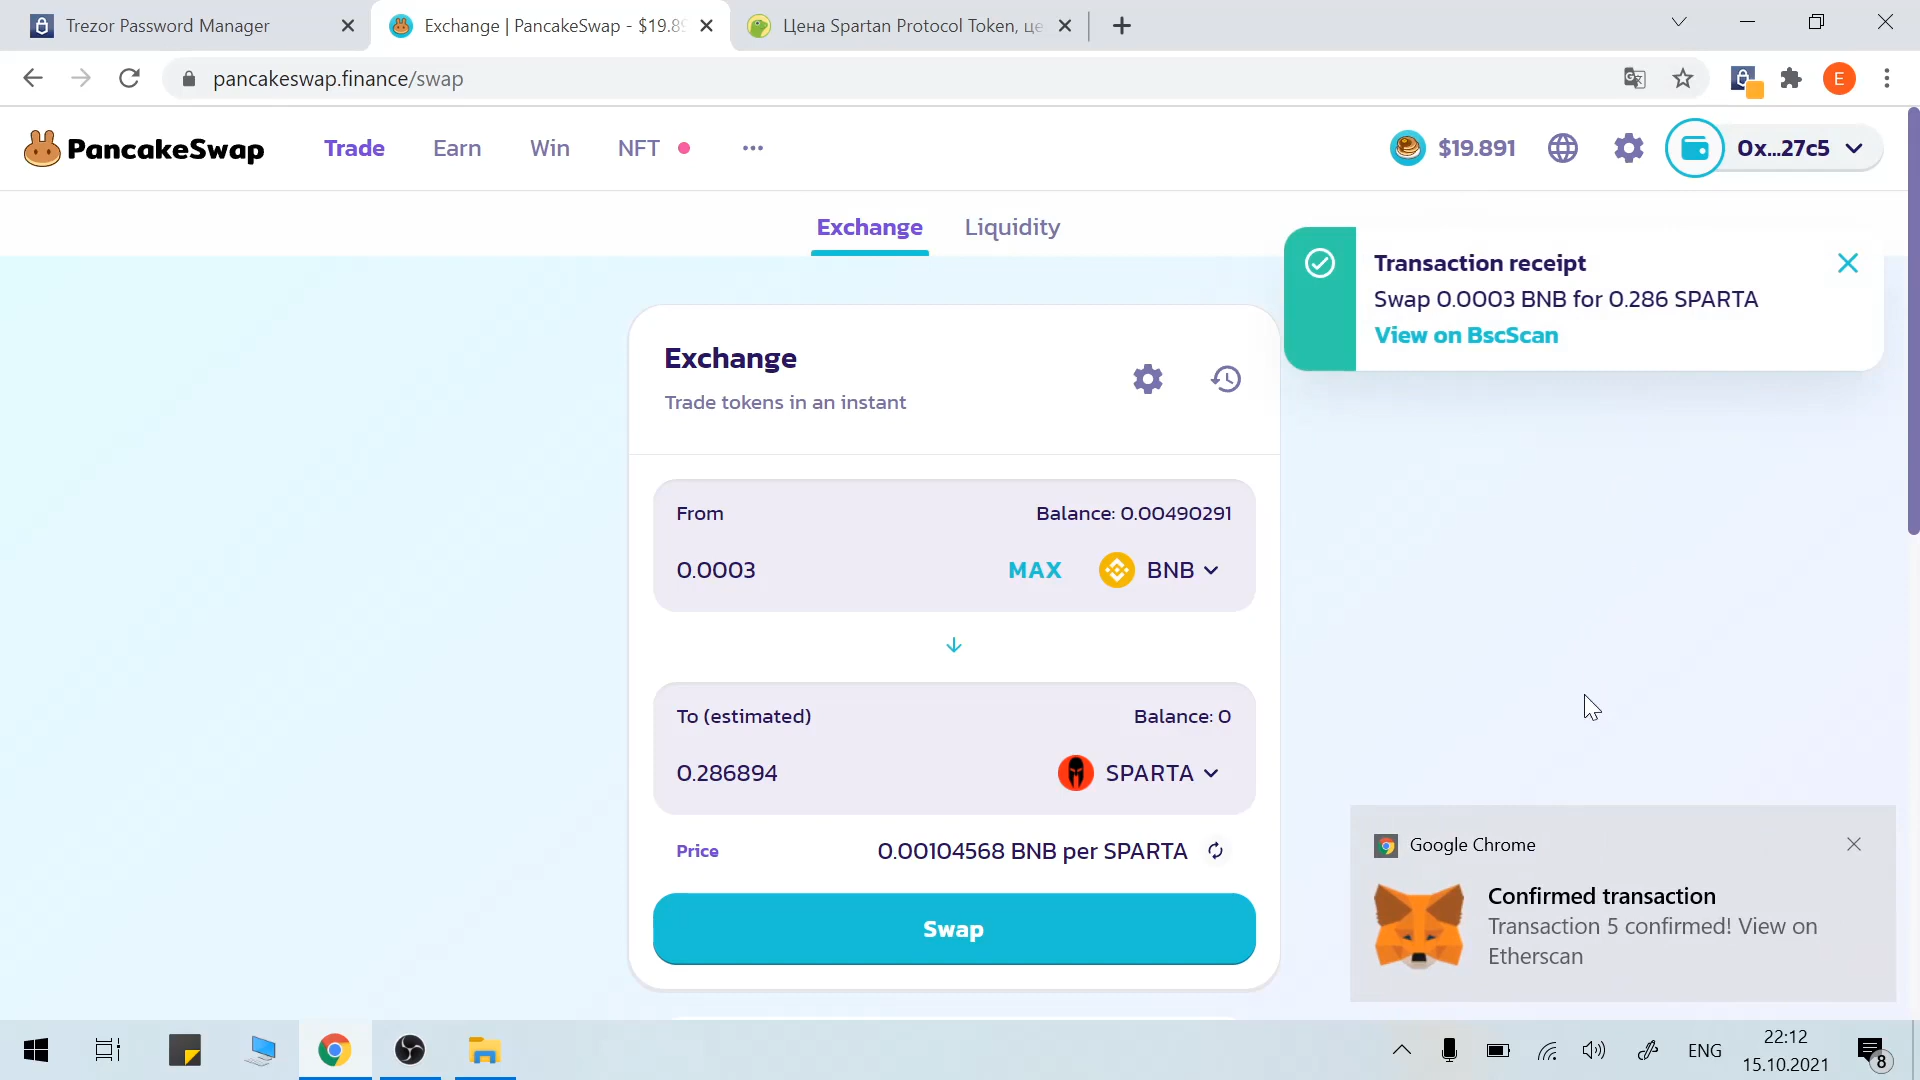 Trezor Password Manager
Exchange | PancakeSwap - $19.89
Цена Spartan Protocol Token, це
pancakeswap.finance/swap
E
PancakeSwap
Trade
Earn
Win
NFT
$19.891
0x...27c5
Exchange
Liquidity
Transaction receipt
Swap 0.0003 BNB for 0.286 SPARTA
View on BscScan
Exchange
Trade tokens in an instant
From
Balance: 0.00490291
0.0003
MAX
BNB
To (estimated)
Balance: 0
0.286894
SPARTA
Price
0.00104568 BNB per SPARTA
Swap
Google Chrome
Confirmed transaction
Transaction 5 confirmed! View on
Etherscan
ENG
22:12
15.10.2021
8